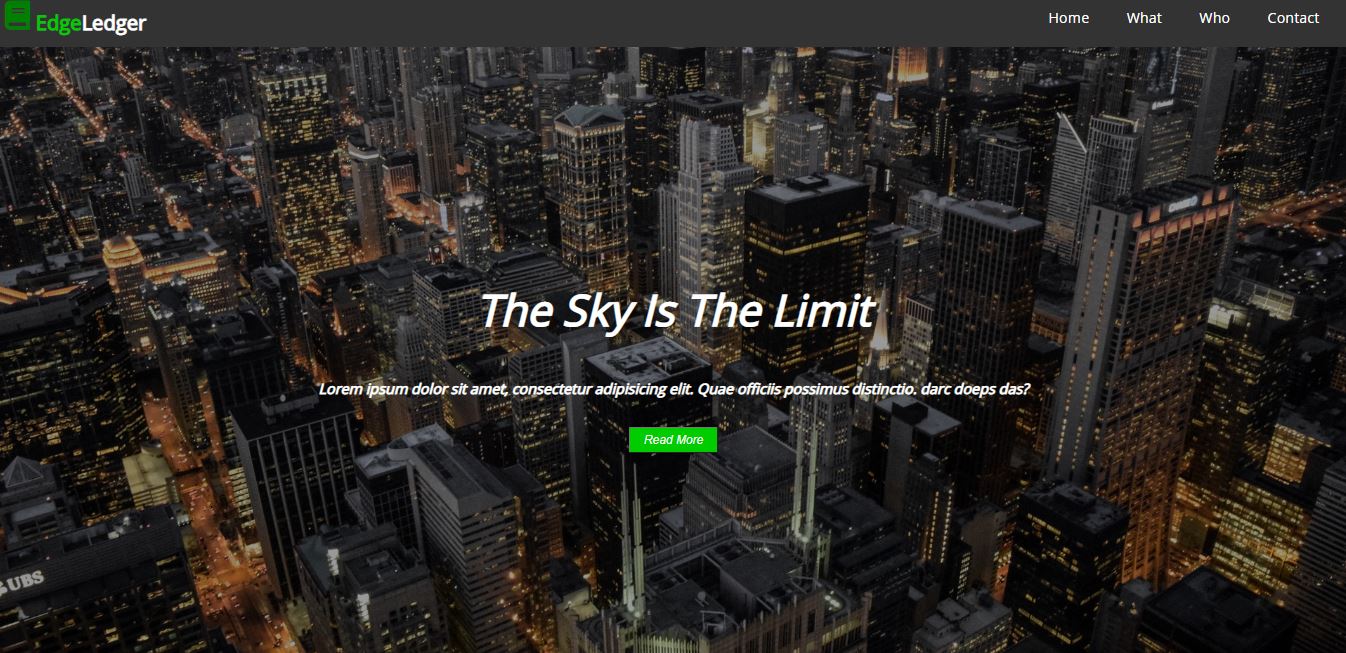 EdgeLedger
Home What Who Contact
The Sky Is The Limit
Lorem ipsum dolor sit amet, consectetur adipisicing elit. Quae officiis possimus distinctio. darc doeps das?
Read More
UBS